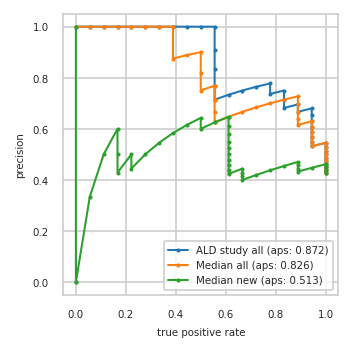 1.0
0.8
0.6
0.4
0.2
0.0
precision
ALD study all (aps: 0.872)
Median all (aps: 0.826)
Median new (aps: 0.513)
0.0 0.2 0.4 0.6 0.8 1.0
true positive rate